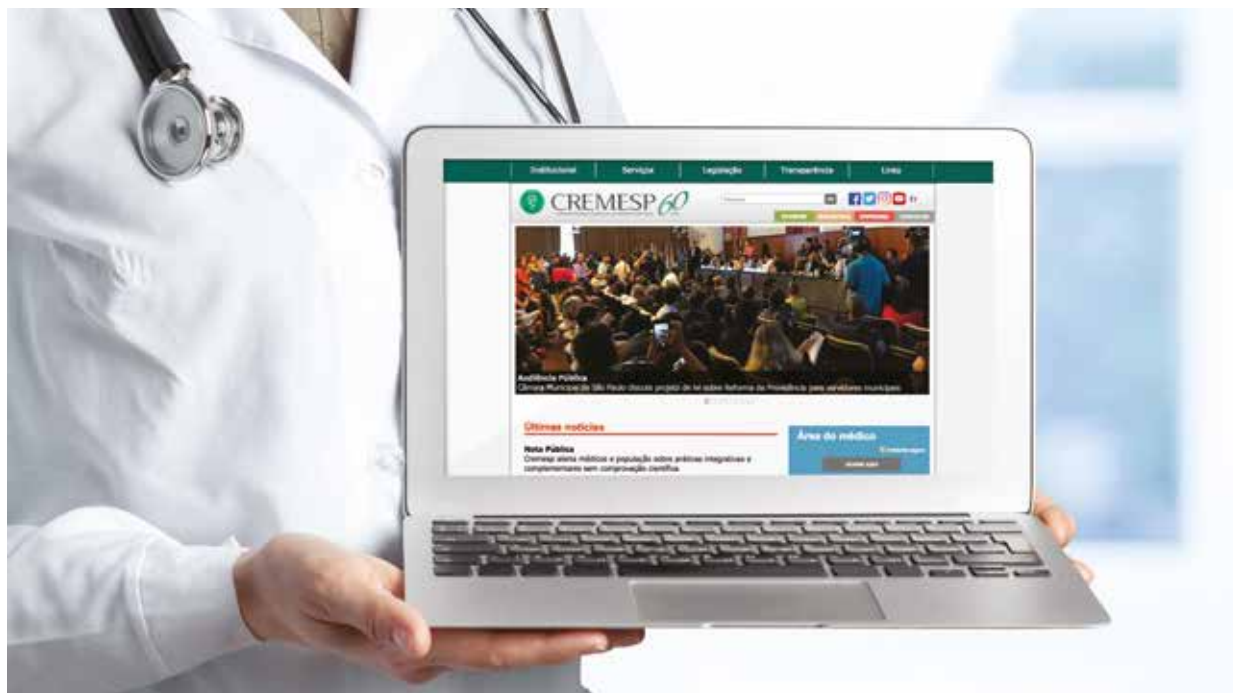 Institucional Serviços Legislação Transparência Links
CREMESP 60
Audiência Pública
Câmara Municipal de São Paulo discute projeto de lei sobre Reforma da Previdência para servidores municipais
Últimas notícias
Área do médico
Nota Pública
Cremesp alerta médicos e população sobre práticas integrativas e
complementares sem comprovação científica